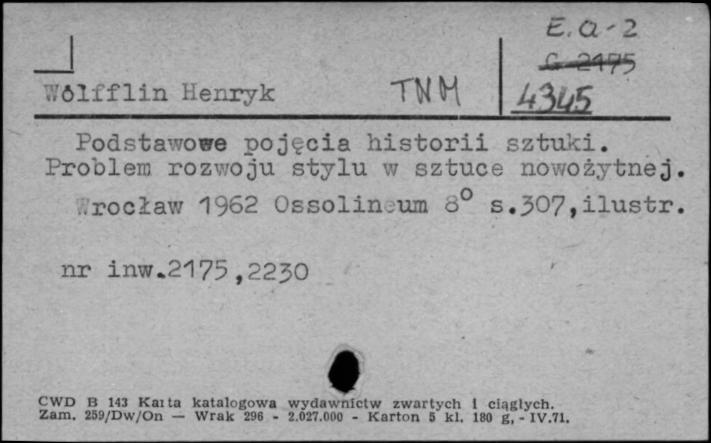 E.a-2
G 2175
Wölfflin Henryk TNM 4345
Podstawowe pojęcia historii sztuki.
Problem rozwoju stylu w sztuce nowożytnej.
Wrocław 1962 Ossolineum 8° s.307,ilustr.
nr inw.2175,2230
CWD B 143 Karta katalogowa wydawnictw zwartych i ciągłych.
Zam. 259/Dw/On — Wrak 296 - 2.027.000 - Karton 5 kl. 180 g, - IV.71.